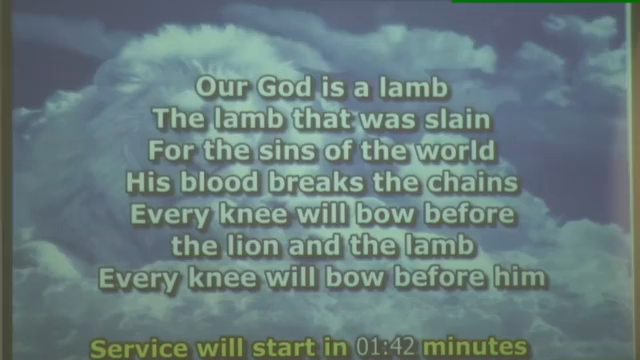 Our God is a lamb
The lamb that was slain
For the sins of the world
His blood breaks the chains
Every knee will bow before
the lion and the lamb
Every knee will bow before him
Service will start in 01:42 minutes